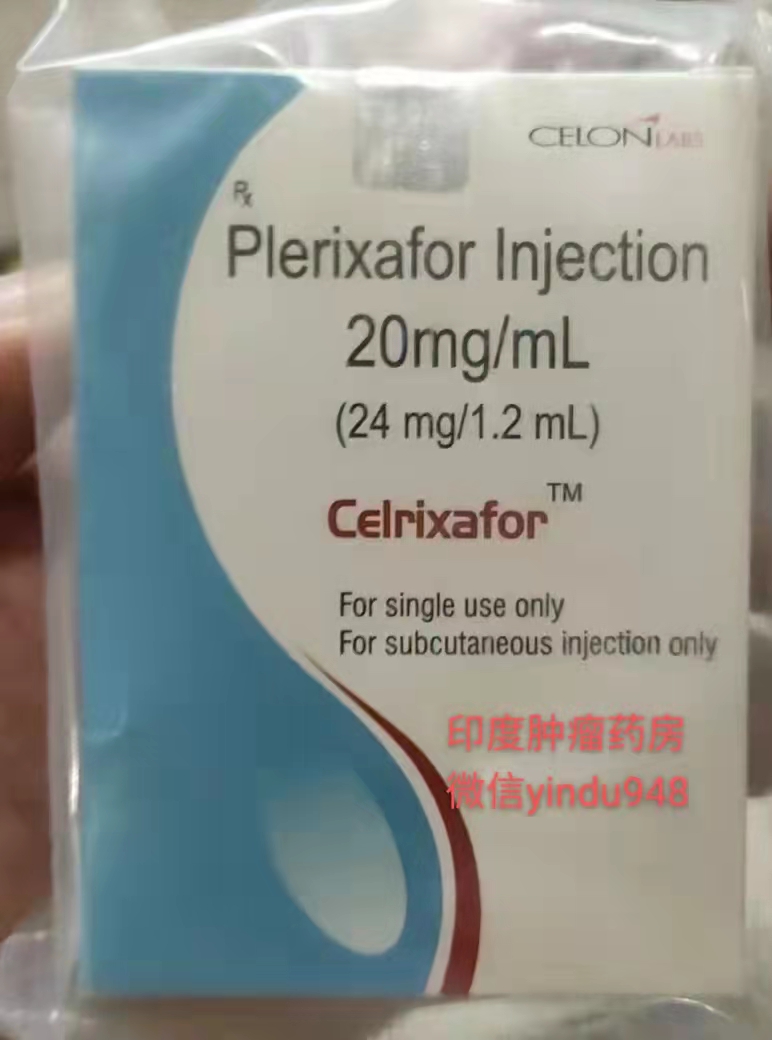 CELON LABS
Rx
Plerixafor Injection
20mg/mL
(24 mg/1.2 mL)
Celrixafor™
For single use only
For subcutaneous injection only
印度肿瘤药房
微信yindu948